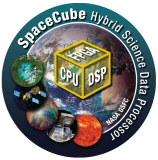 SpaceCube Hybrid Science Data Processor
FPGA
CPU
DSP
NASA GSFC